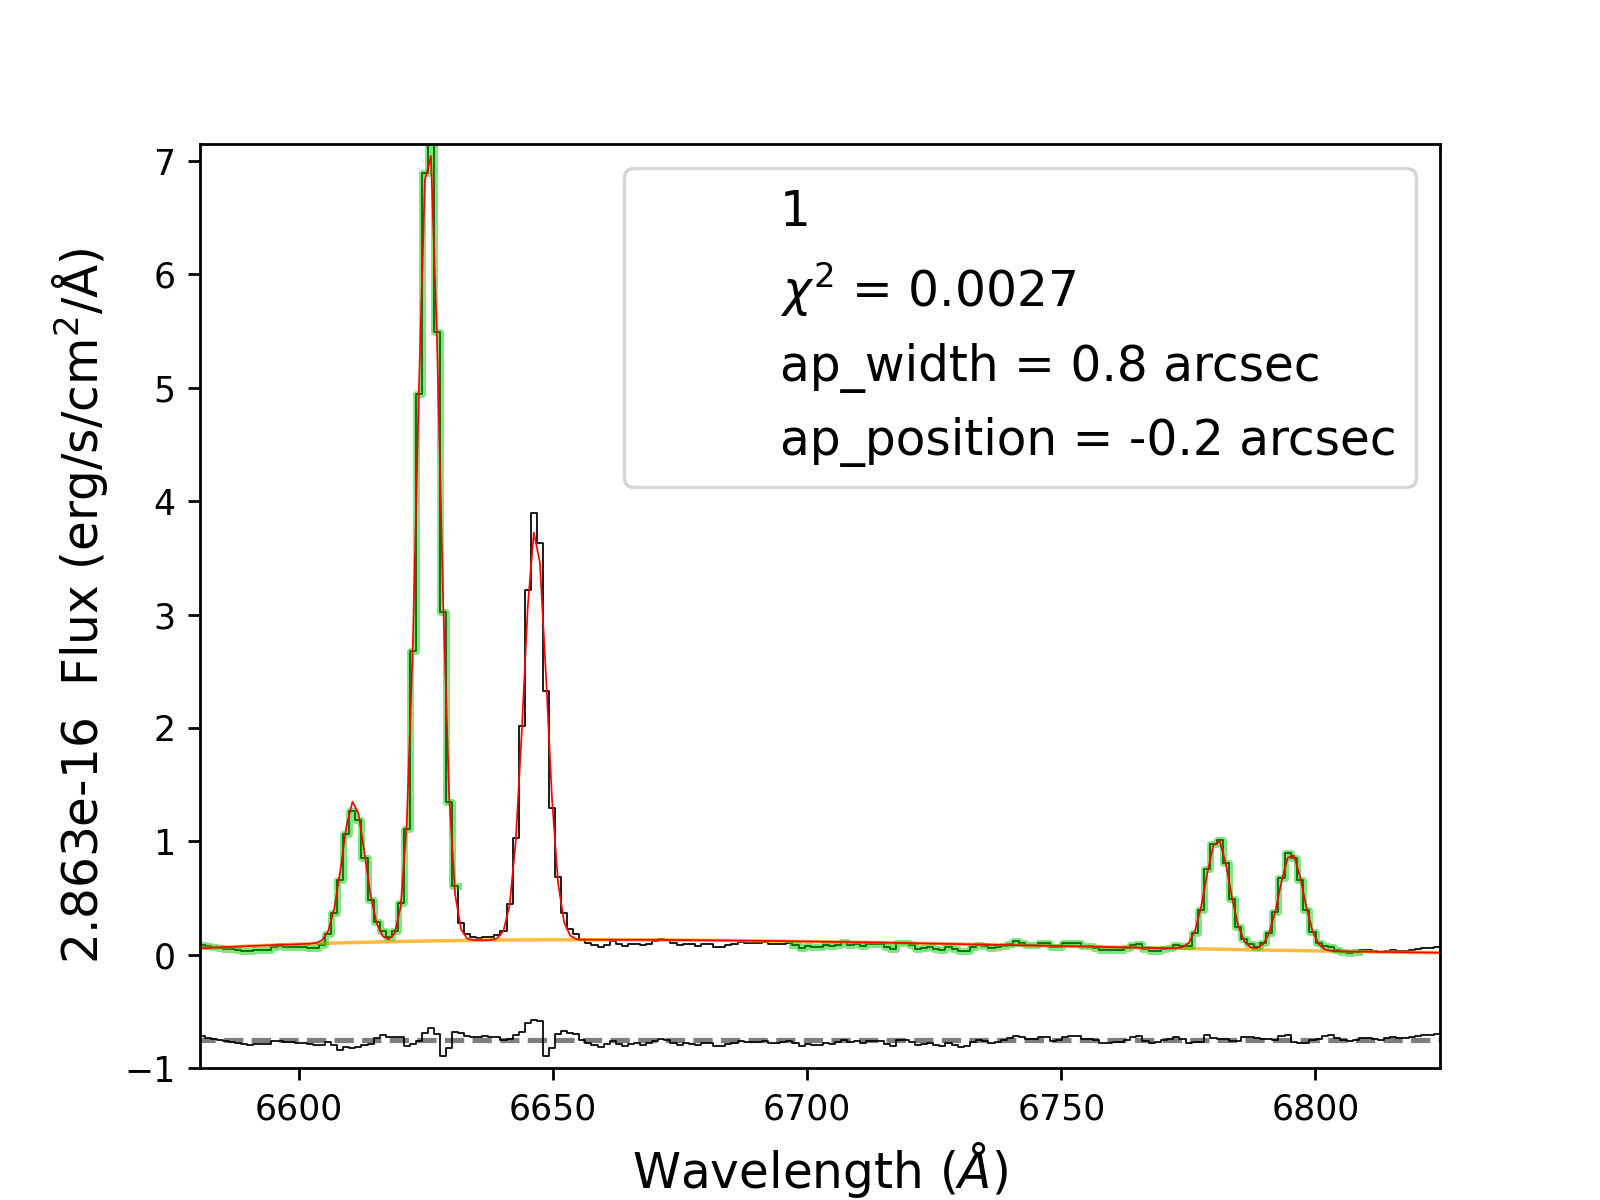 1
χ² = 0.0027
ap_width = 0.8 arcsec
ap_position = -0.2 arcsec
2.863e-16 Flux (erg/s/cm²/Å)
7
6
5
4
3
2
1
0
−1
6600 6650 6700 6750 6800
Wavelength (Å)